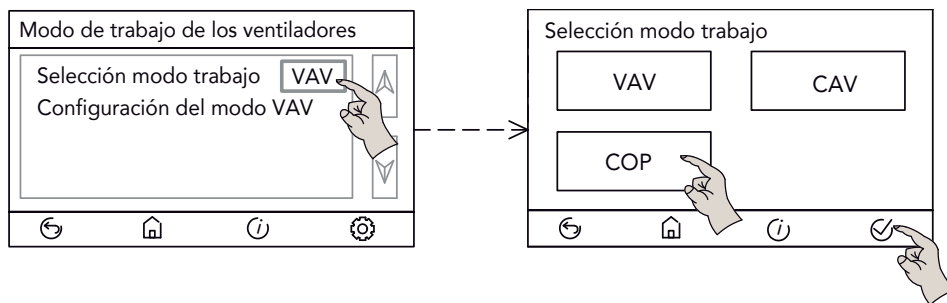 Modo de trabajo de los ventiladores
Selección modo trabajo VAV
Configuración del modo VAV
i
Selección modo trabajo
VAV CAV
COP
i